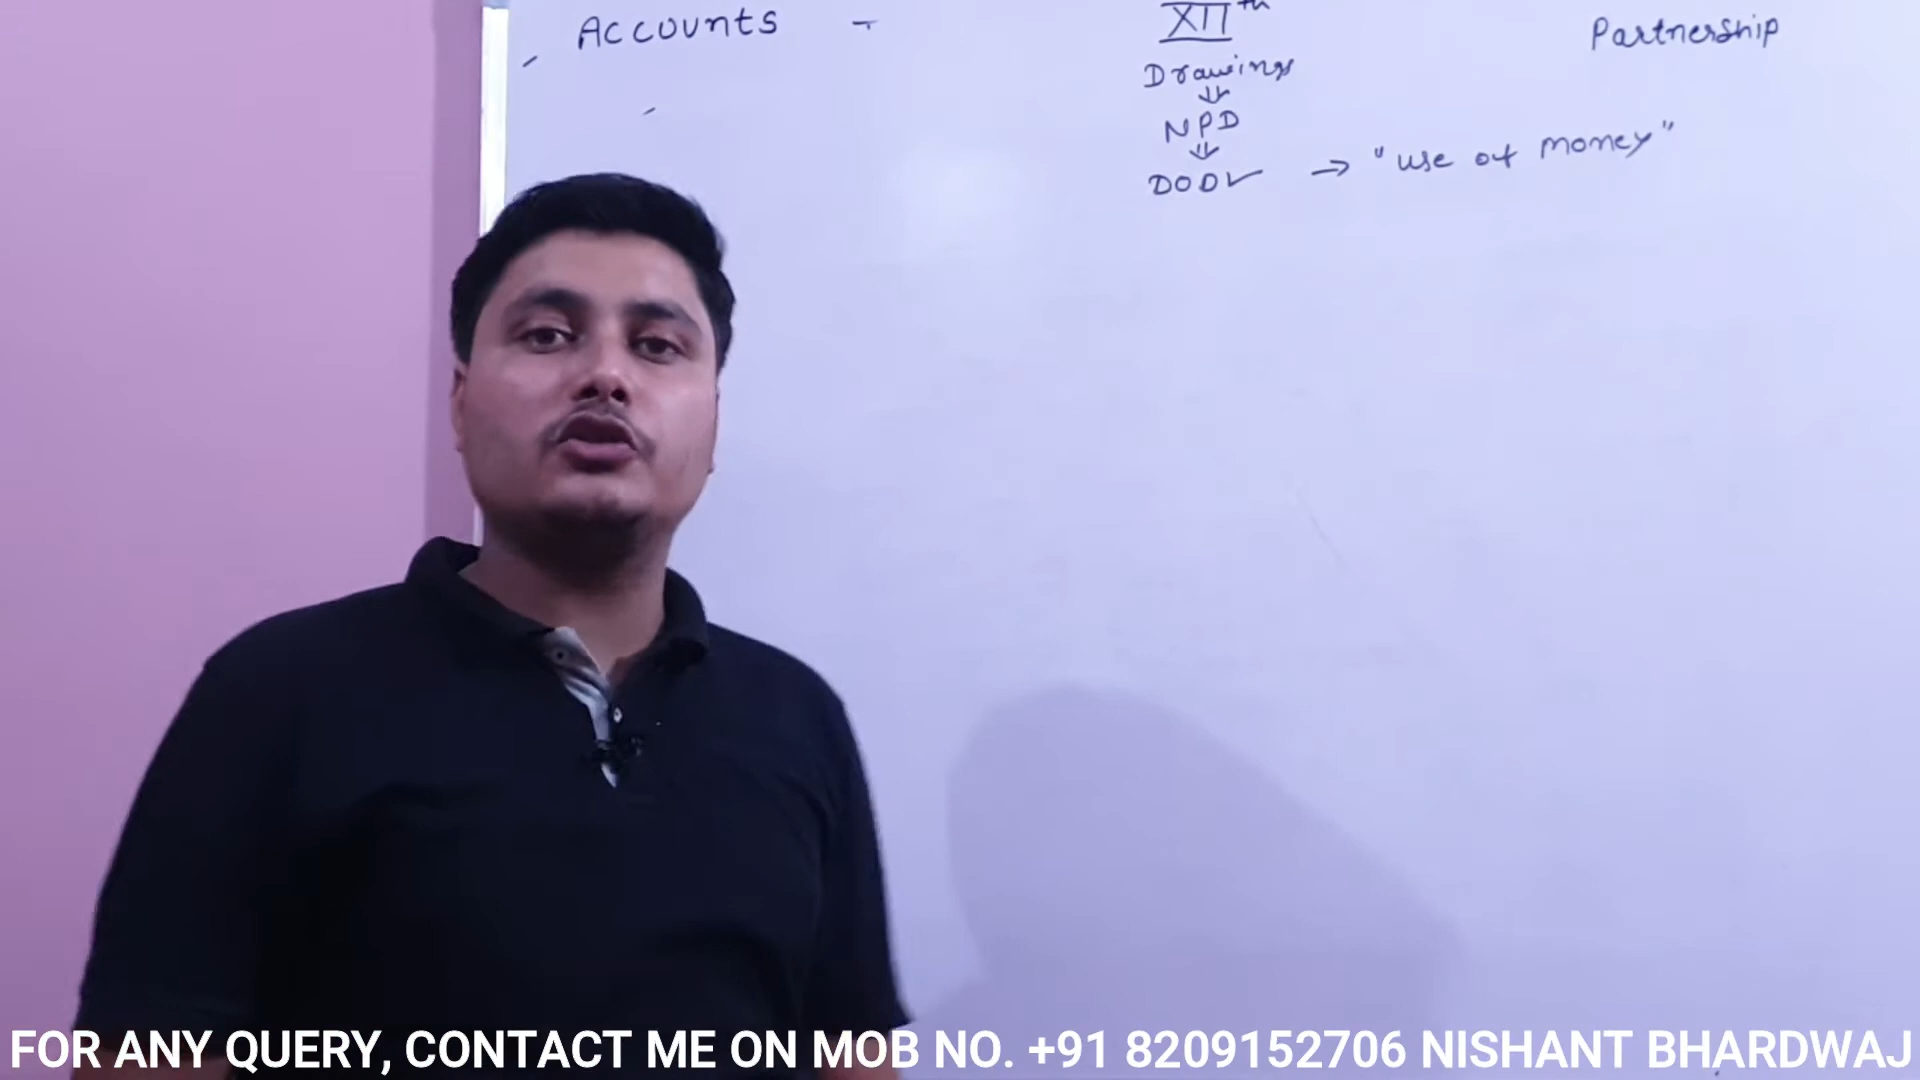 Accounts - XIIth Partnership
Drawings
NPD
DOD✓ → "use of money"
FOR ANY QUERY, CONTACT ME ON MOB NO. +91 8209152706 NISHANT BHARDWAJ